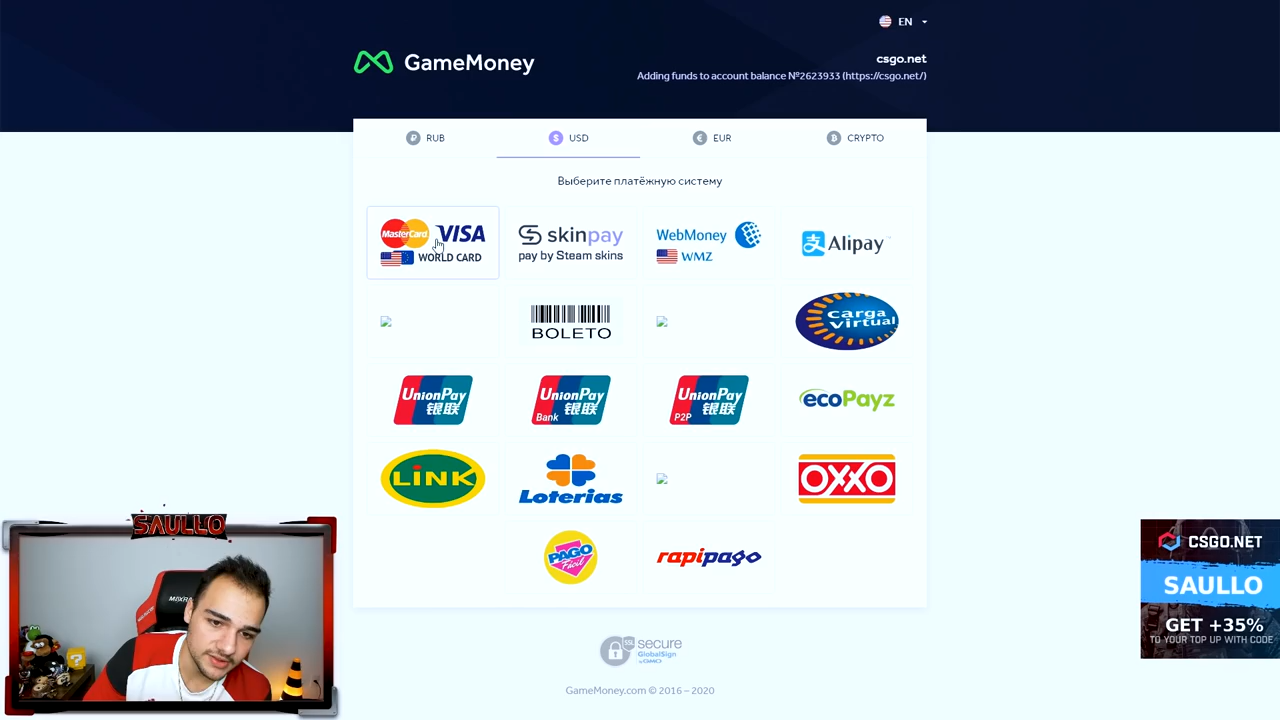 EN
GameMoney
csgo.net
Adding funds to account balance №2623933 (https://csgo.net/)
RUB
USD
EUR
CRYPTO
Выберите платёжную систему
MasterCard VISA
WORLD CARD
skinpay
pay by Steam skins
WebMoney
WMZ
Alipay
BOLETO
carga
virtual
UnionPay
银联
UnionPay
Bank 银联
UnionPay
P2P 银联
ecoPayz
LINK
Loterias
OXXO
PAGO
Fácil
rapipago
SSL
secure
GlobalSign
by GMO
GameMoney.com © 2016 – 2020
SAULLO
CSGO.NET
SAULLO
GET +35%
TO YOUR TOP UP WITH CODE